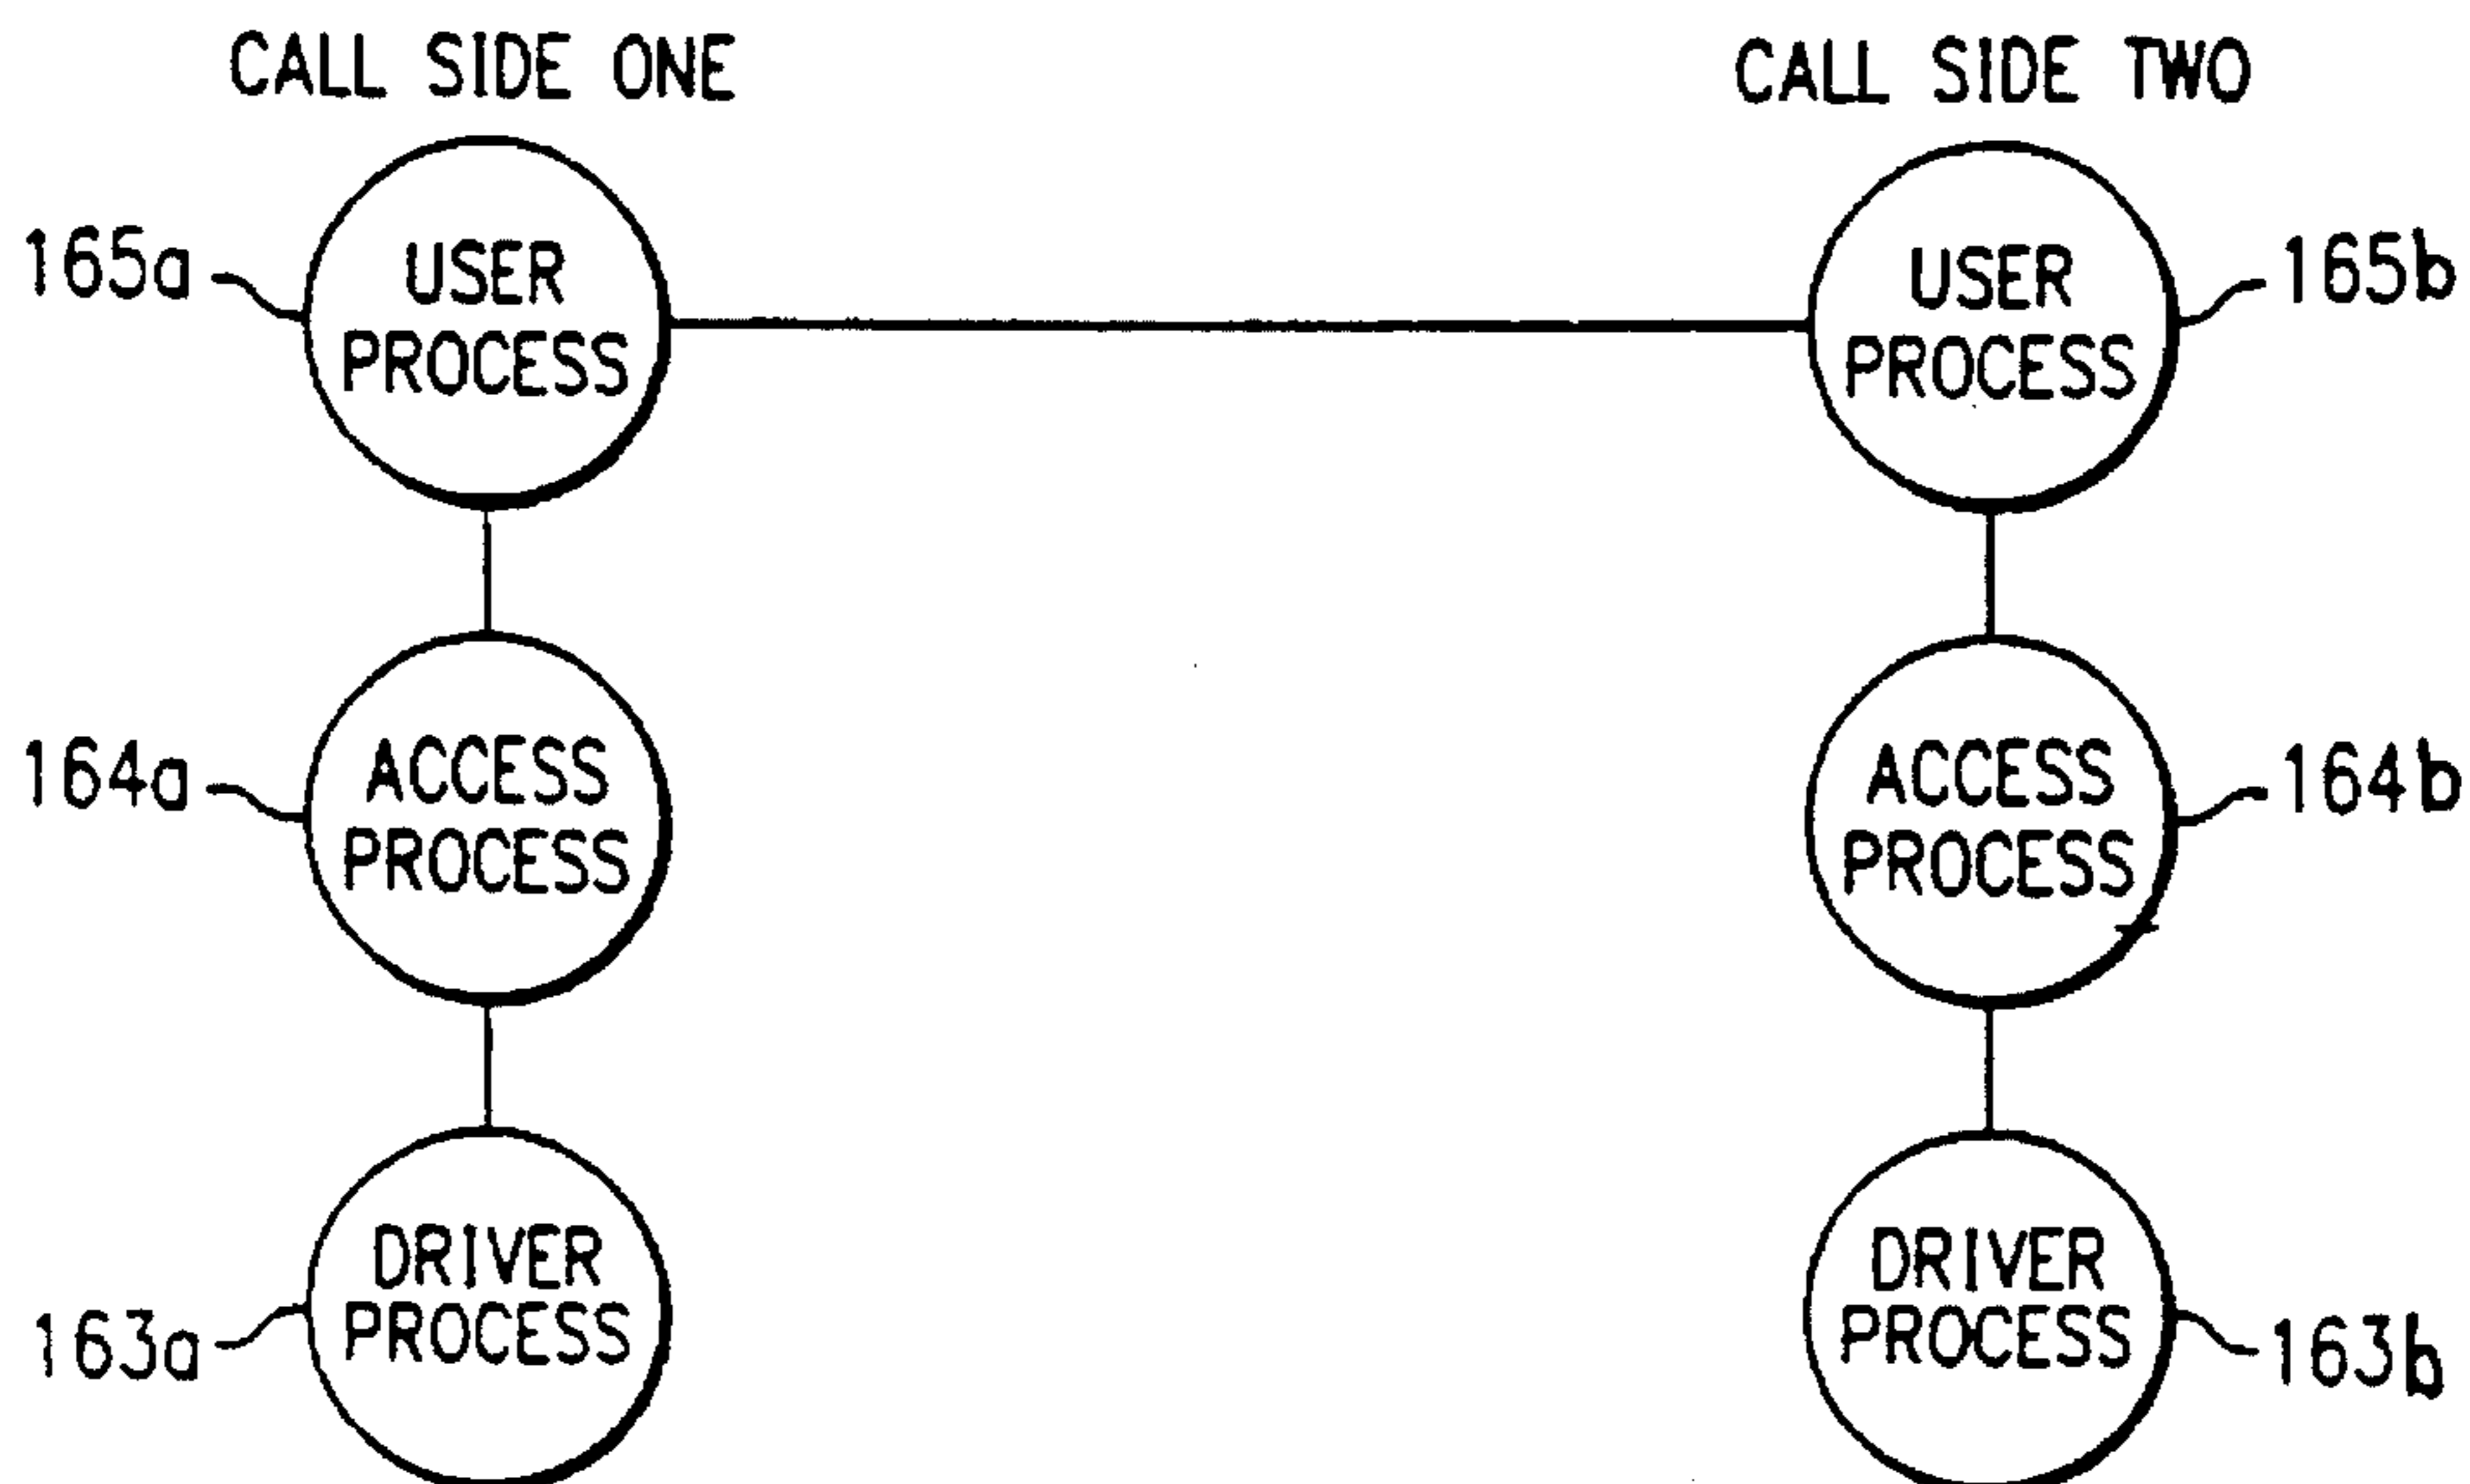 CALL SIDE ONE
CALL SIDE TWO
165a
USER
PROCESS
USER
PROCESS
165b
164a
ACCESS
PROCESS
ACCESS
PROCESS
164b
163a
DRIVER
PROCESS
DRIVER
PROCESS
163b